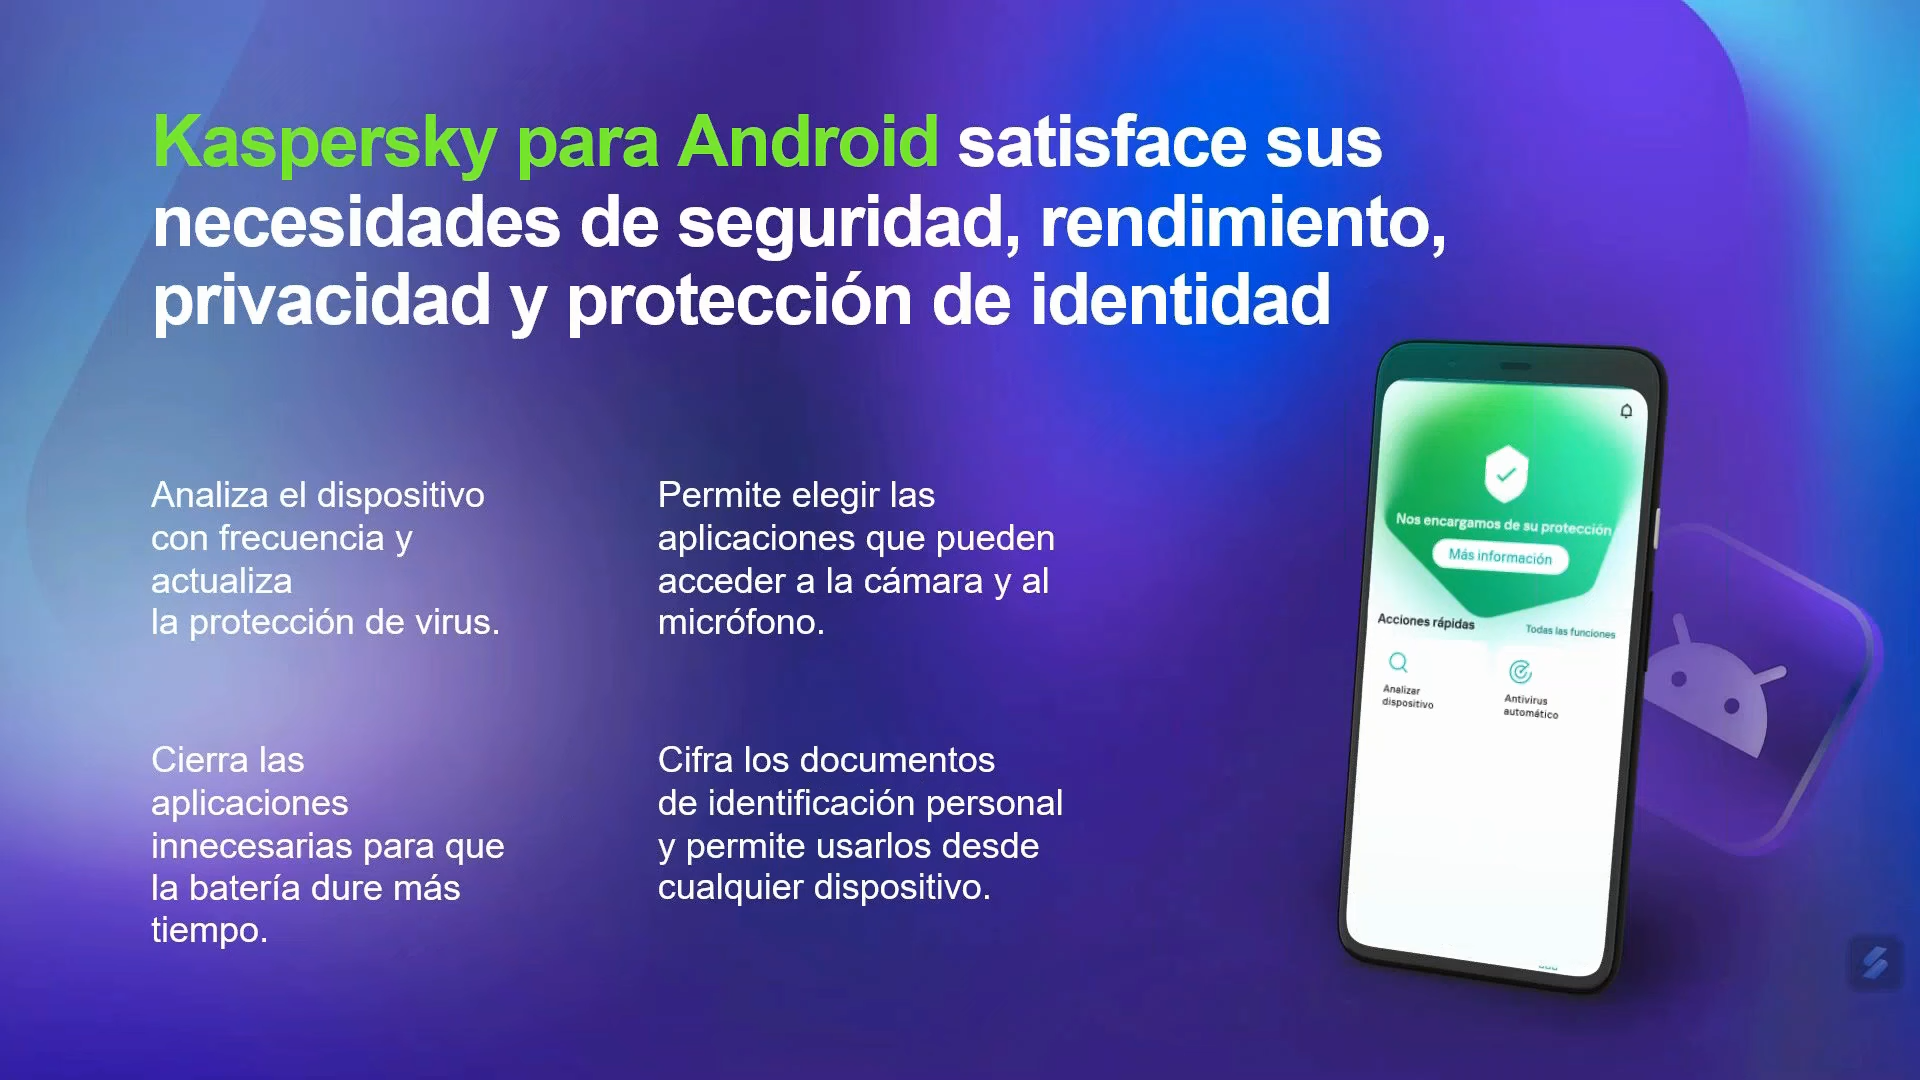 Kaspersky para Android satisface sus
necesidades de seguridad, rendimiento,
privacidad y protección de identidad
Analiza el dispositivo
con frecuencia y
actualiza
la protección de virus.
Permite elegir las
aplicaciones que pueden
acceder a la cámara y al
micrófono.
Cierra las
aplicaciones
innecesarias para que
la batería dure más
tiempo.
Cifra los documentos
de identificación personal
y permite usarlos desde
cualquier dispositivo.
Nos encargamos de su protección
Más información
Acciones rápidas
Todas las funciones
Analizar
dispositivo
Antivirus
automático